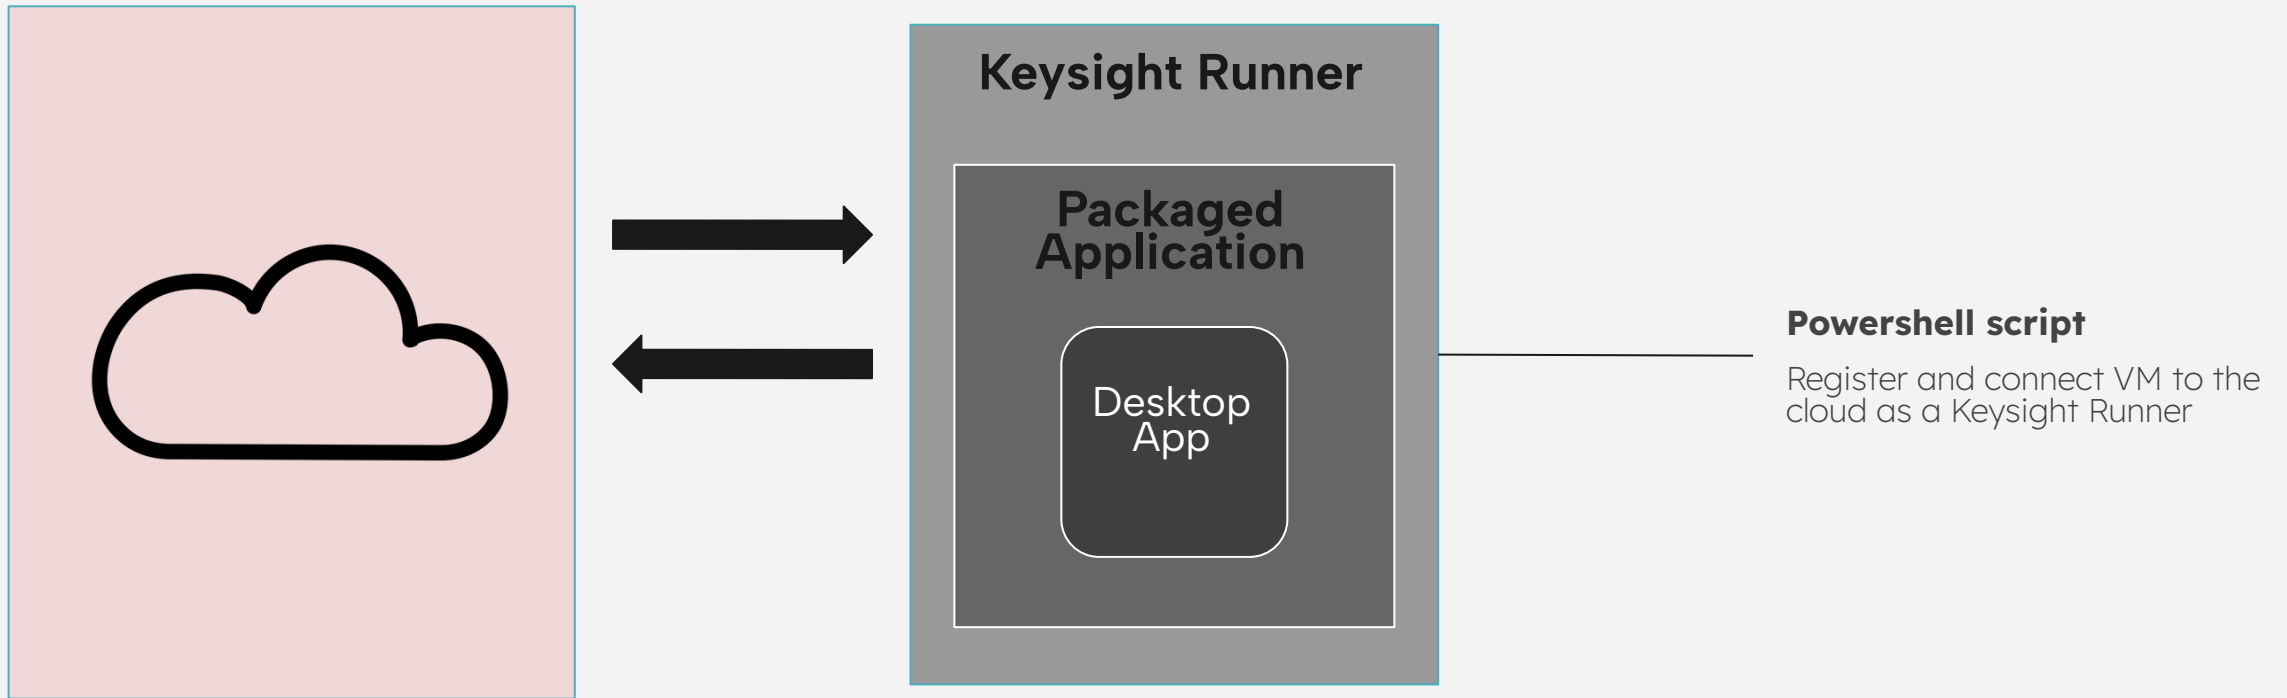 Keysight Runner
Packaged
Application
Desktop
App
Powershell script
Register and connect VM to the
cloud as a Keysight Runner